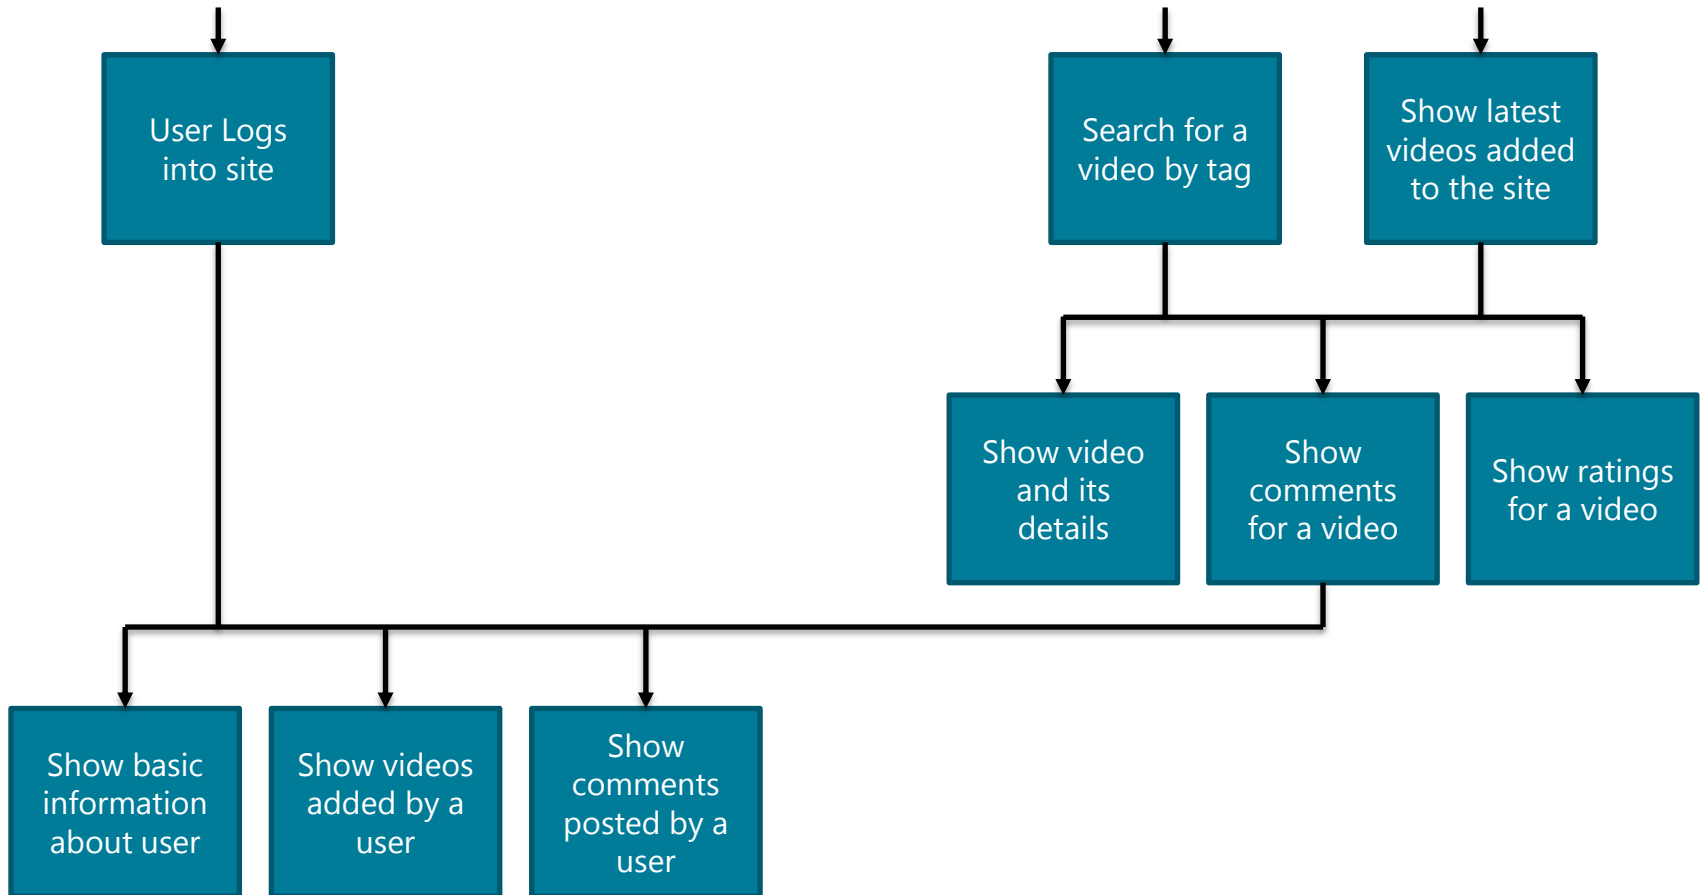 User Logs
into site
Search for a
video by tag
Show latest
videos added
to the site
Show video
and its
details
Show
comments
for a video
Show ratings
for a video
Show basic
information
about user
Show videos
added by a
user
Show
comments
posted by a
user